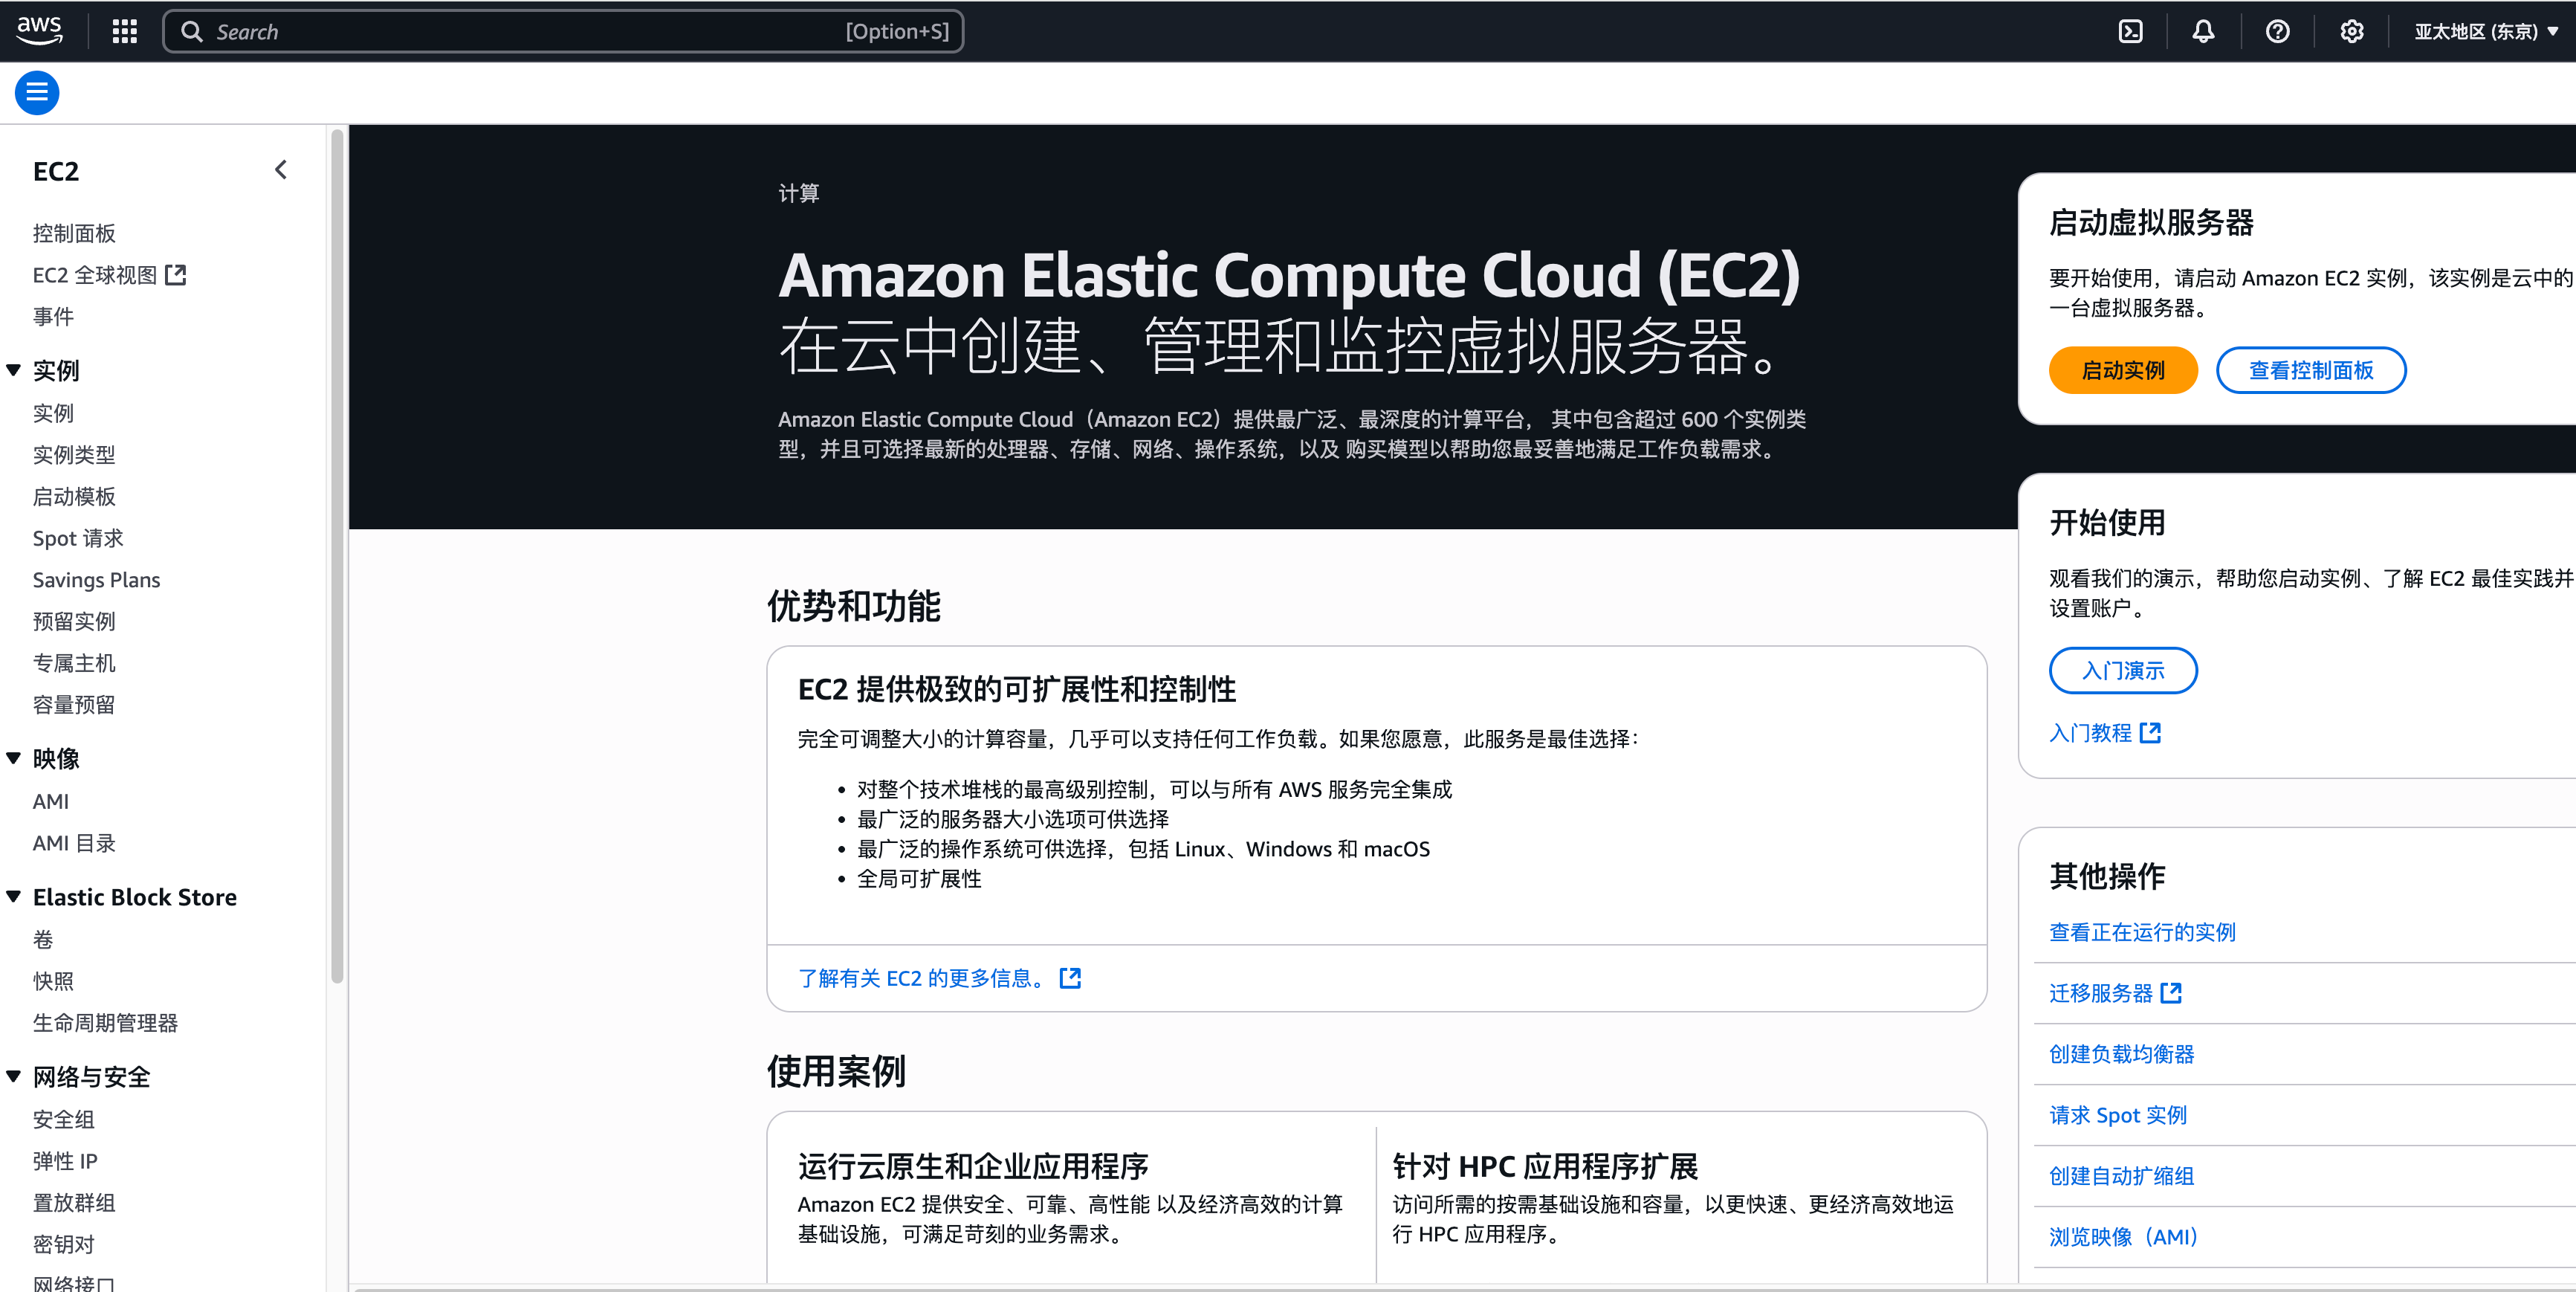 aws
Search
[Option+S]
亚太地区 (东京)
EC2
控制面板
EC2 全球视图
事件
实例
实例
实例类型
启动模板
Spot 请求
Savings Plans
预留实例
专属主机
容量预留
映像
AMI
AMI 目录
Elastic Block Store
卷
快照
生命周期管理器
网络与安全
安全组
弹性 IP
置放群组
密钥对
网络接口
计算
Amazon Elastic Compute Cloud (EC2)
在云中创建、管理和监控虚拟服务器。
Amazon Elastic Compute Cloud（Amazon EC2）提供最广泛、最深度的计算平台， 其中包含超过 600 个实例类
型，并且可选择最新的处理器、存储、网络、操作系统，以及 购买模型以帮助您最妥善地满足工作负载需求。
优势和功能
EC2 提供极致的可扩展性和控制性
完全可调整大小的计算容量，几乎可以支持任何工作负载。如果您愿意，此服务是最佳选择：
• 对整个技术堆栈的最高级别控制，可以与所有 AWS 服务完全集成
• 最广泛的服务器大小选项可供选择
• 最广泛的操作系统可供选择，包括 Linux、Windows 和 macOS
• 全局可扩展性
了解有关 EC2 的更多信息。
使用案例
运行云原生和企业应用程序
Amazon EC2 提供安全、可靠、高性能 以及经济高效的计算
基础设施，可满足苛刻的业务需求。
针对 HPC 应用程序扩展
访问所需的按需基础设施和容量，以更快速、更经济高效地运
行 HPC 应用程序。
启动虚拟服务器
要开始使用，请启动 Amazon EC2 实例，该实例是云中的
一台虚拟服务器。
启动实例
查看控制面板
开始使用
观看我们的演示，帮助您启动实例、了解 EC2 最佳实践并
设置账户。
入门演示
入门教程
其他操作
查看正在运行的实例
迁移服务器
创建负载均衡器
请求 Spot 实例
创建自动扩缩组
浏览映像（AMI）